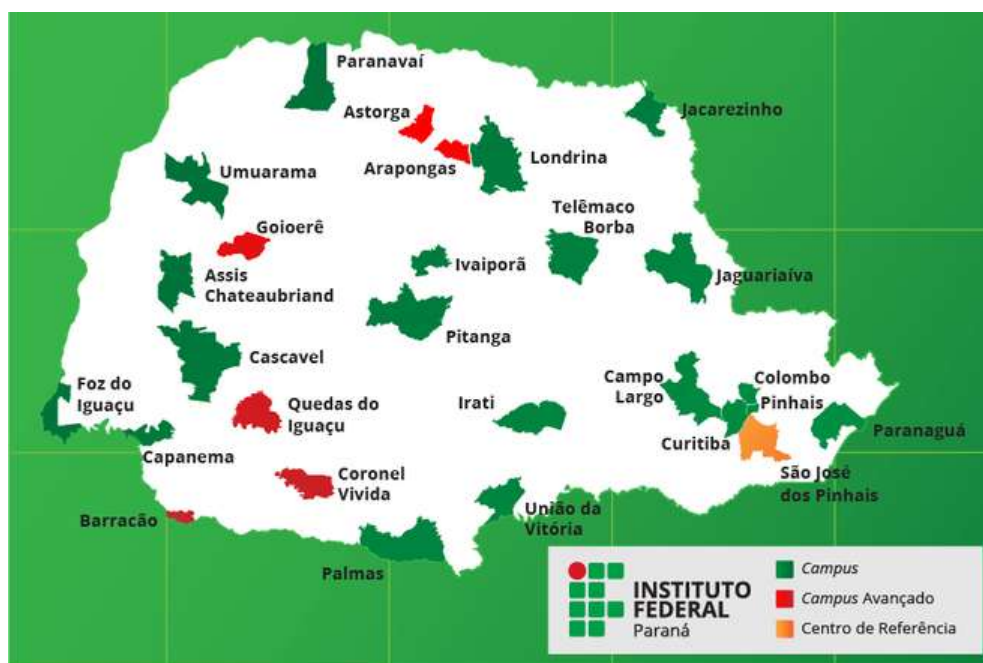 Paranavaí
Astorga
Jacarezinho
Arapongas
Londrina
Umuarama
Telêmaco
Borba
Goioerê
Ivaiporã
Assis
Chateaubriand
Jaguariaíva
Pitanga
Cascavel
Foz do
Iguaçu
Quedas do
Iguaçu
Irati
Campo
Largo
Colombo
Pinhais
Curitiba
Paranaguá
Capanema
São José
dos Pinhais
Coronel
Vivida
Barracão
União da
Vitória
Palmas
INSTITUTO
FEDERAL
Paraná
Campus
Campus Avançado
Centro de Referência